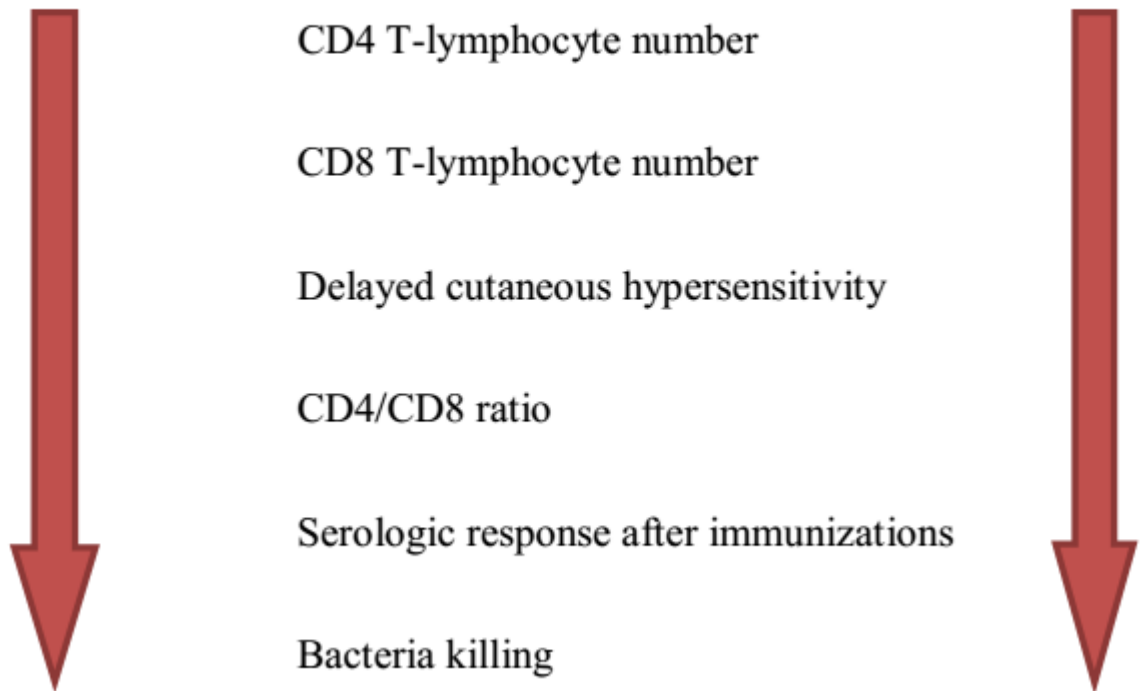 CD4 T-lymphocyte number
CD8 T-lymphocyte number
Delayed cutaneous hypersensitivity
CD4/CD8 ratio
Serologic response after immunizations
Bacteria killing